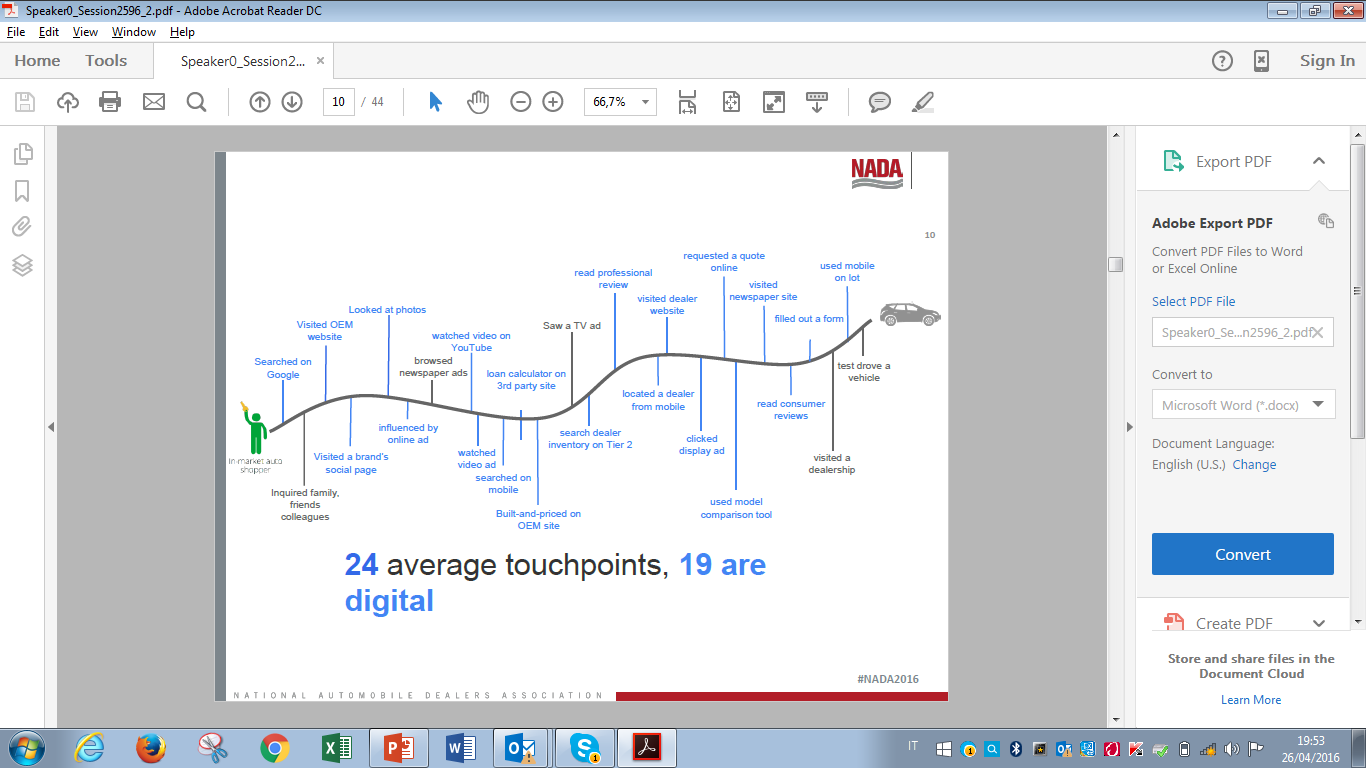 Speaker0_Session2596_2.pdf - Adobe Acrobat Reader DC
File Edit View Window Help
Home Tools Speaker0_Session2... × Sign In
10 / 44 66,7%
NADA
10
Searched on
Google
Visited OEM
website
Looked at photos
browsed
newspaper ads
watched video on
YouTube
loan calculator on
3rd party site
Saw a TV ad
read professional
review
visited dealer
website
requested a quote
online
visited
newspaper site
filled out a form
used mobile
on lot
In-market auto
shopper
Inquired family,
friends
colleagues
Visited a brand's
social page
influenced by
online ad
watched
video ad
searched on
mobile
Built-and-priced on
OEM site
search dealer
inventory on Tier 2
located a dealer
from mobile
clicked
display ad
used model
comparison tool
read consumer
reviews
visited a
dealership
test drove a
vehicle
24 average touchpoints, 19 are
digital
#NADA2016
NATIONAL AUTOMOBILE DEALERS ASSOCIATION
Export PDF
Adobe Export PDF
Convert PDF Files to Word
or Excel Online
Select PDF File
Speaker0_Se...n2596_2.pdf
Convert to
Microsoft Word (*.docx)
Document Language:
English (U.S.) Change
Convert
Create PDF
Store and share files in the
Document Cloud
Learn More
IT
19:53
26/04/2016